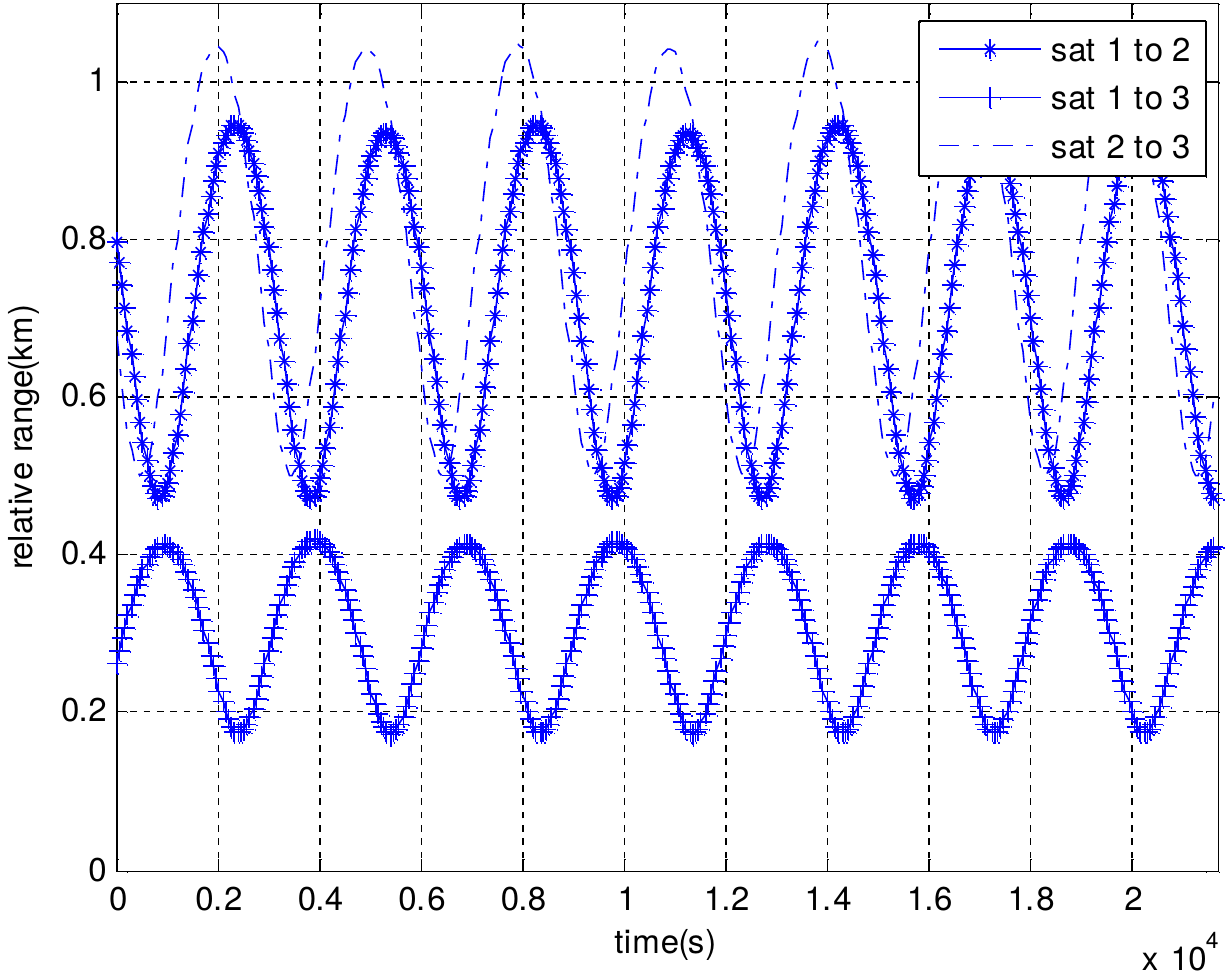 sat 1 to 2
sat 1 to 3
sat 2 to 3
1
0.8
0.6
0.4
0.2
0
relative range(km)
0 0.2 0.4 0.6 0.8 1 1.2 1.4 1.6 1.8 2
time(s)
x 10^4